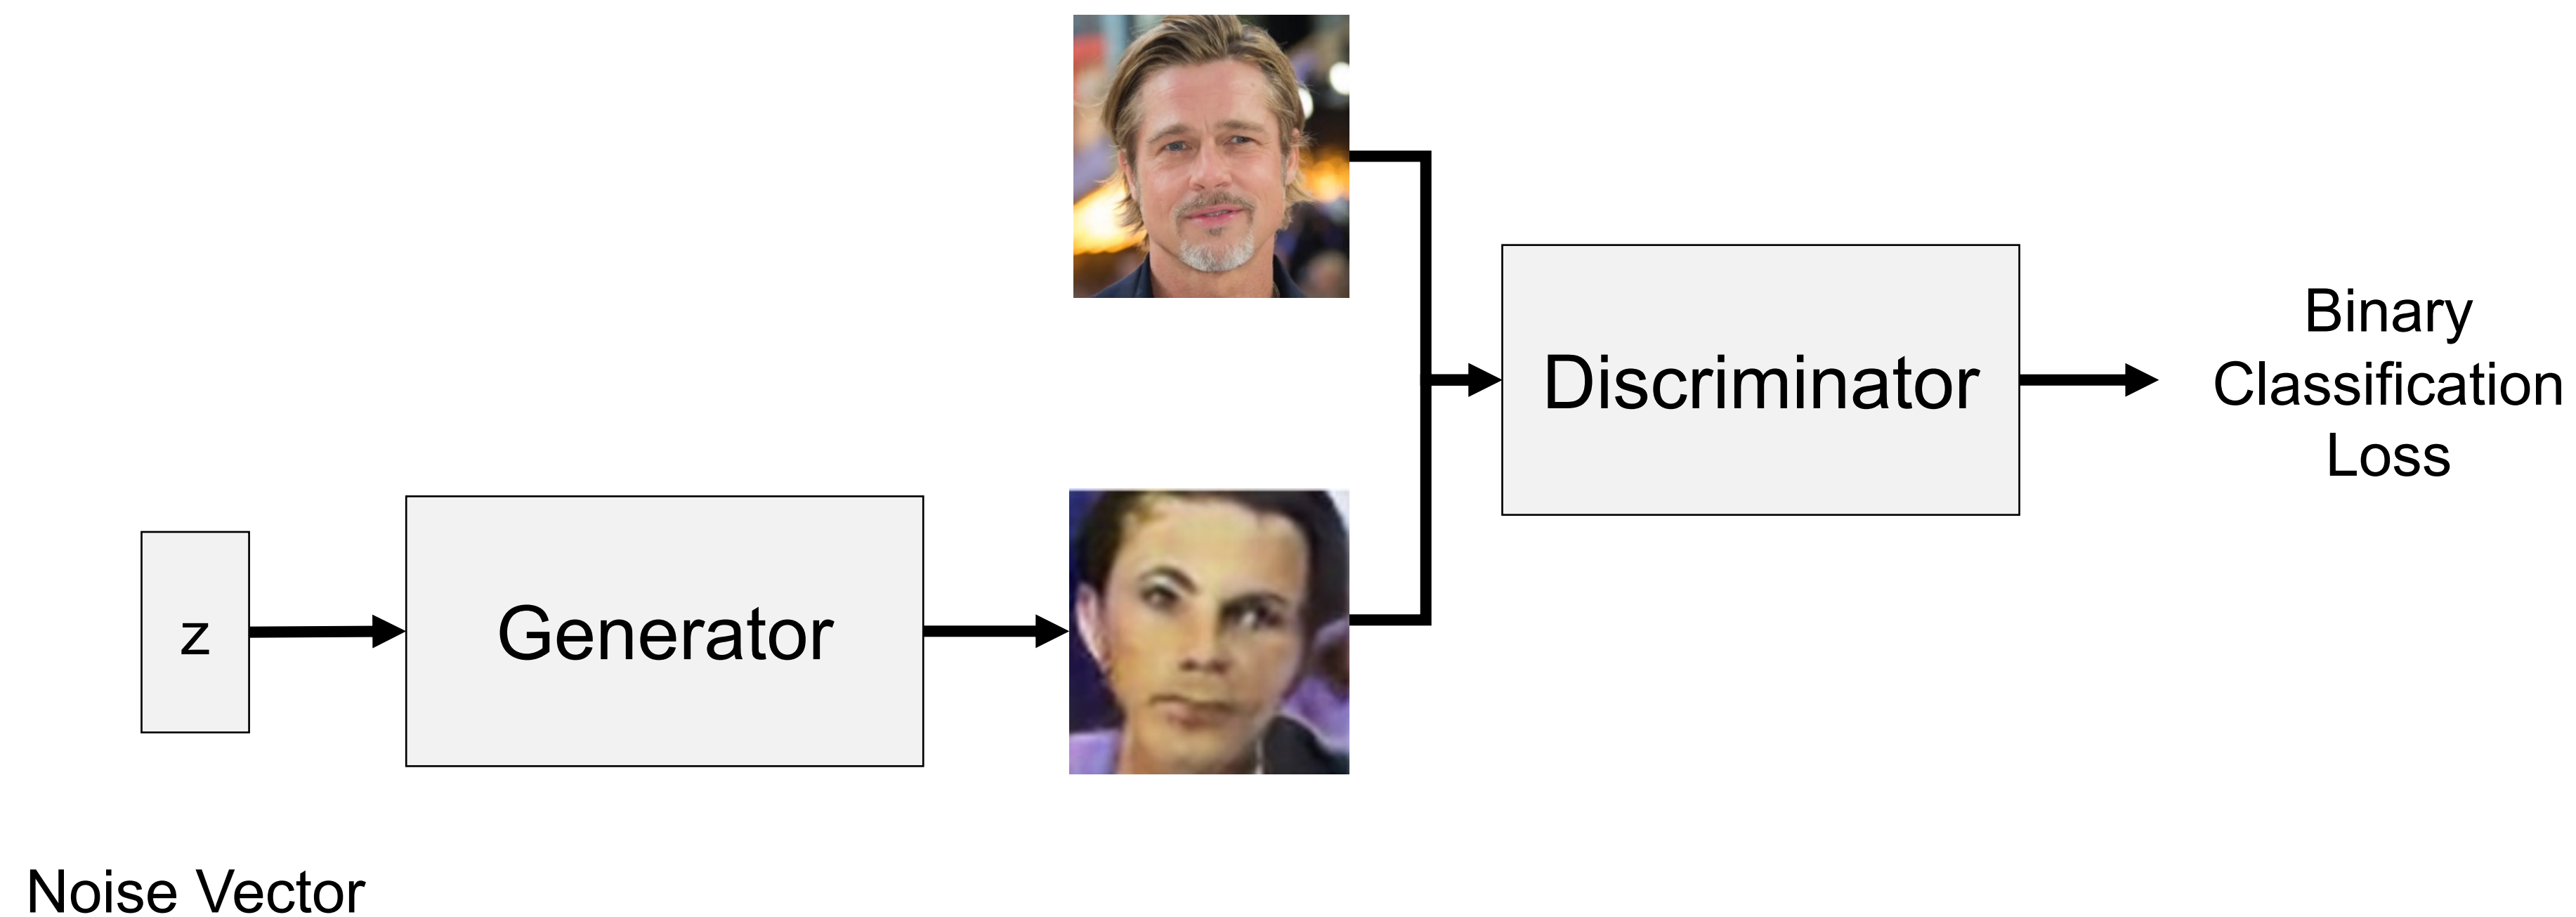 z
Generator
Discriminator
Binary
Classification
Loss
Noise Vector